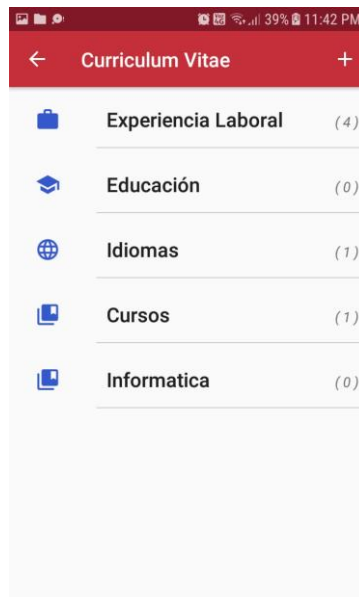 39% 11:42 PM
Curriculum Vitae
Experiencia Laboral (4)
Educación (0)
Idiomas (1)
Cursos (1)
Informatica (0)